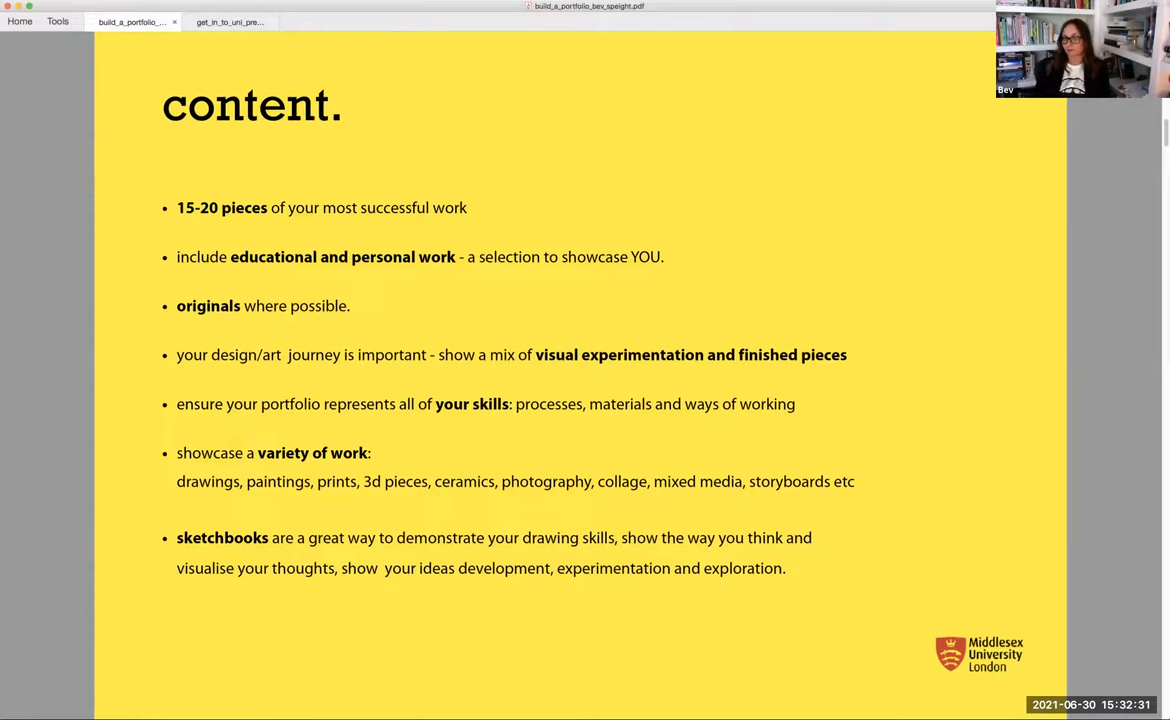 build_a_portfolio_bev_speight.pdf
Home Tools build_a_portfolio_... × get_in_to_uni_pre...
Bev
content.
• 15-20 pieces of your most successful work
• include educational and personal work - a selection to showcase YOU.
• originals where possible.
• your design/art journey is important - show a mix of visual experimentation and finished pieces
• ensure your portfolio represents all of your skills: processes, materials and ways of working
• showcase a variety of work:
drawings, paintings, prints, 3d pieces, ceramics, photography, collage, mixed media, storyboards etc
• sketchbooks are a great way to demonstrate your drawing skills, show the way you think and
visualise your thoughts, show your ideas development, experimentation and exploration.
Middlesex
University
London
2021-06-30 15:32:31